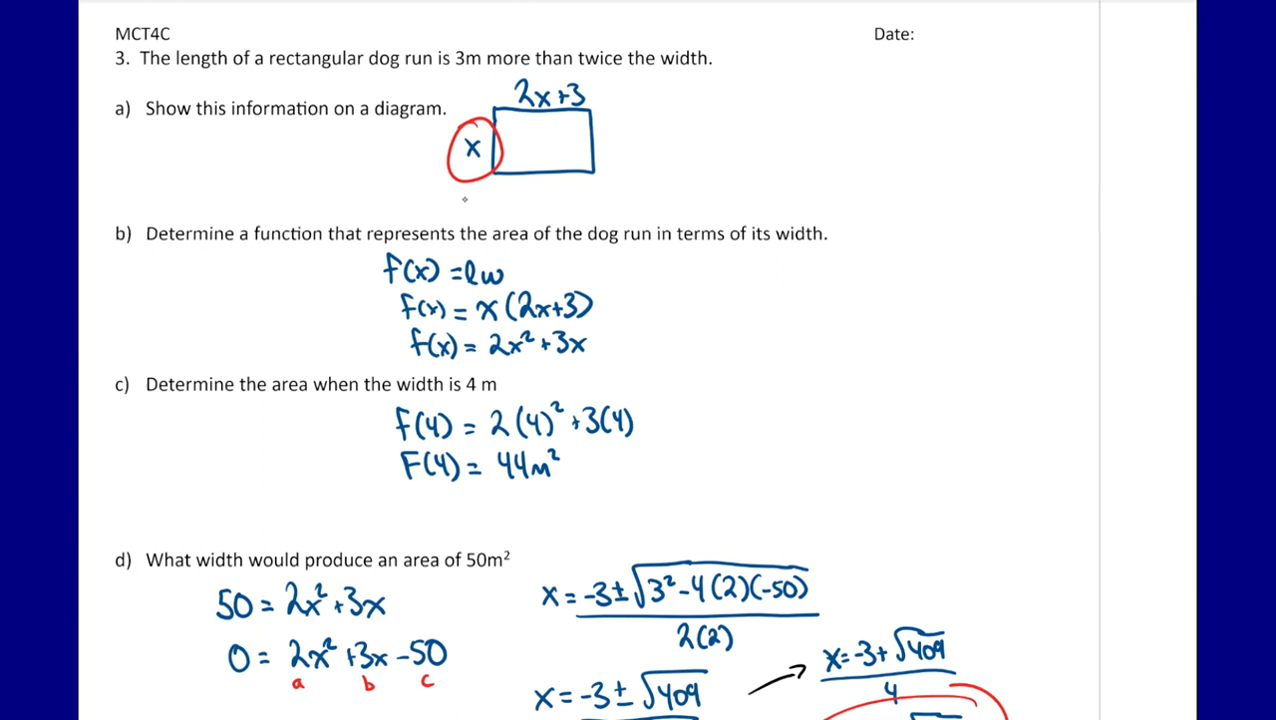 MCT4C Date:
3. The length of a rectangular dog run is 3m more than twice the width.
2x+3
a) Show this information on a diagram.
x
b) Determine a function that represents the area of the dog run in terms of its width.
f(x) = lw
f(x) = x(2x+3)
f(x) = 2x² + 3x
c) Determine the area when the width is 4 m
f(4) = 2(4)² + 3(4)
F(4) = 44m²
d) What width would produce an area of 50m²
50 = 2x² + 3x
0 = 2x² + 3x - 50
a b c
x = -3 ± √3² - 4(2)(-50)
2(2)
x = -3 ± √409
x = -3 + √409
4